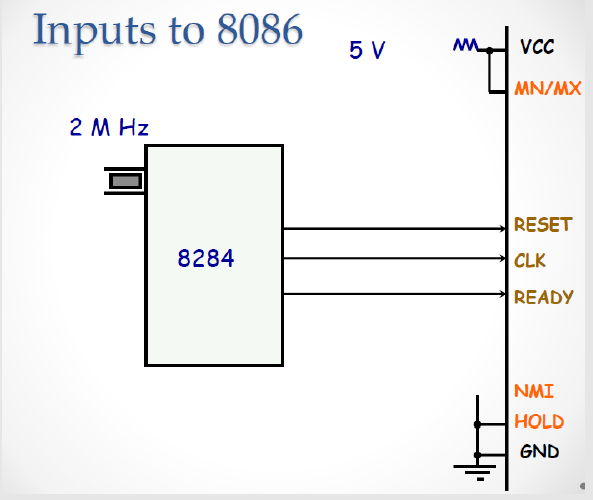 Inputs to 8086
5 V
VCC
MN/MX
2 M Hz
8284
RESET
CLK
READY
NMI
HOLD
GND